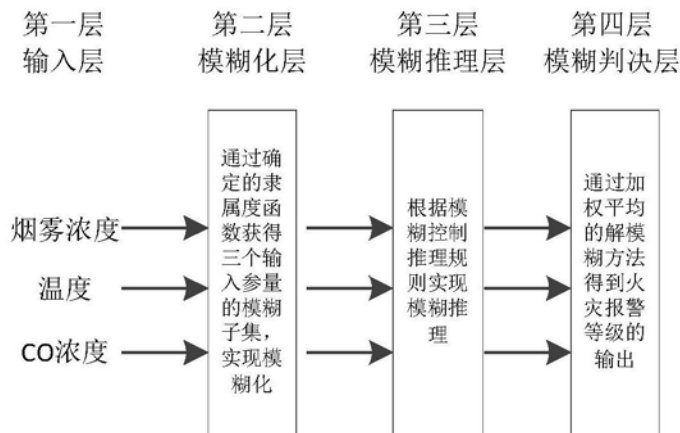 第一层
输入层
第二层
模糊化层
第三层
模糊推理层
第四层
模糊判决层
烟雾浓度
温度
CO浓度
通过确
定的隶
属度函
数获得
三个输
入参量
的模糊
子集,
实现模
糊化
根据模
糊控制
推理规
则实现
模糊推
理
通过加
权平均
的解模
糊方法
得到火
灾报警
等级的
输出